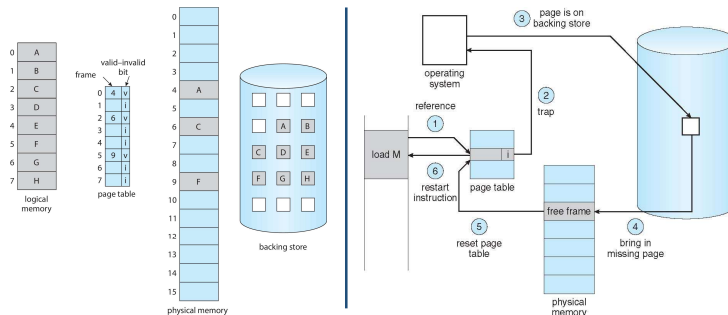 0 A
1 B
2 C
3 D
4 E
5 F
6 G
7 H
logical
memory
valid–invalid
bit
frame
0 4 v
1 i
2 6 v
3 i
4 i
5 9 v
6 i
7 i
page table
0
1
2
3
4 A
5
6 C
7
8
9 F
10
11
12
13
14
15
physical memory
A B
C D E
F G H
backing store
3
page is on
backing store
operating
system
2
trap
reference
1
load M
i
page table
6
restart
instruction
5
reset page
table
free frame
4
bring in
missing page
physical
memory